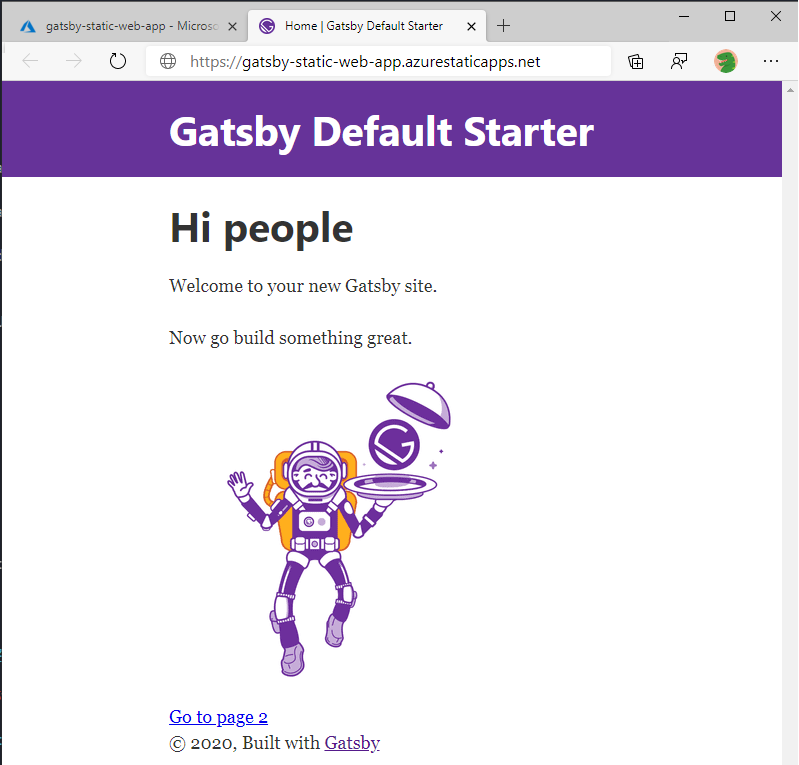 gatsby-static-web-app - Microso
Home | Gatsby Default Starter
https://gatsby-static-web-app.azurestaticapps.net
Gatsby Default Starter
Hi people
Welcome to your new Gatsby site.
Now go build something great.
Go to page 2
© 2020, Built with Gatsby